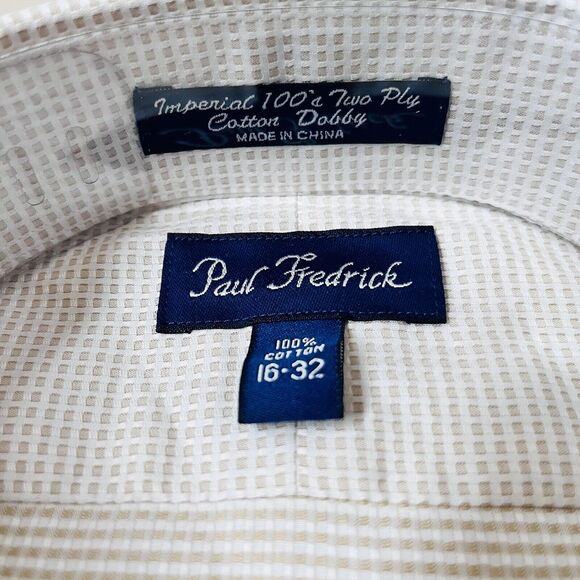 Imperial 100's Two Ply
Cotton Dobby
MADE IN CHINA
Paul Fredrick
100%
COTTON
16·32